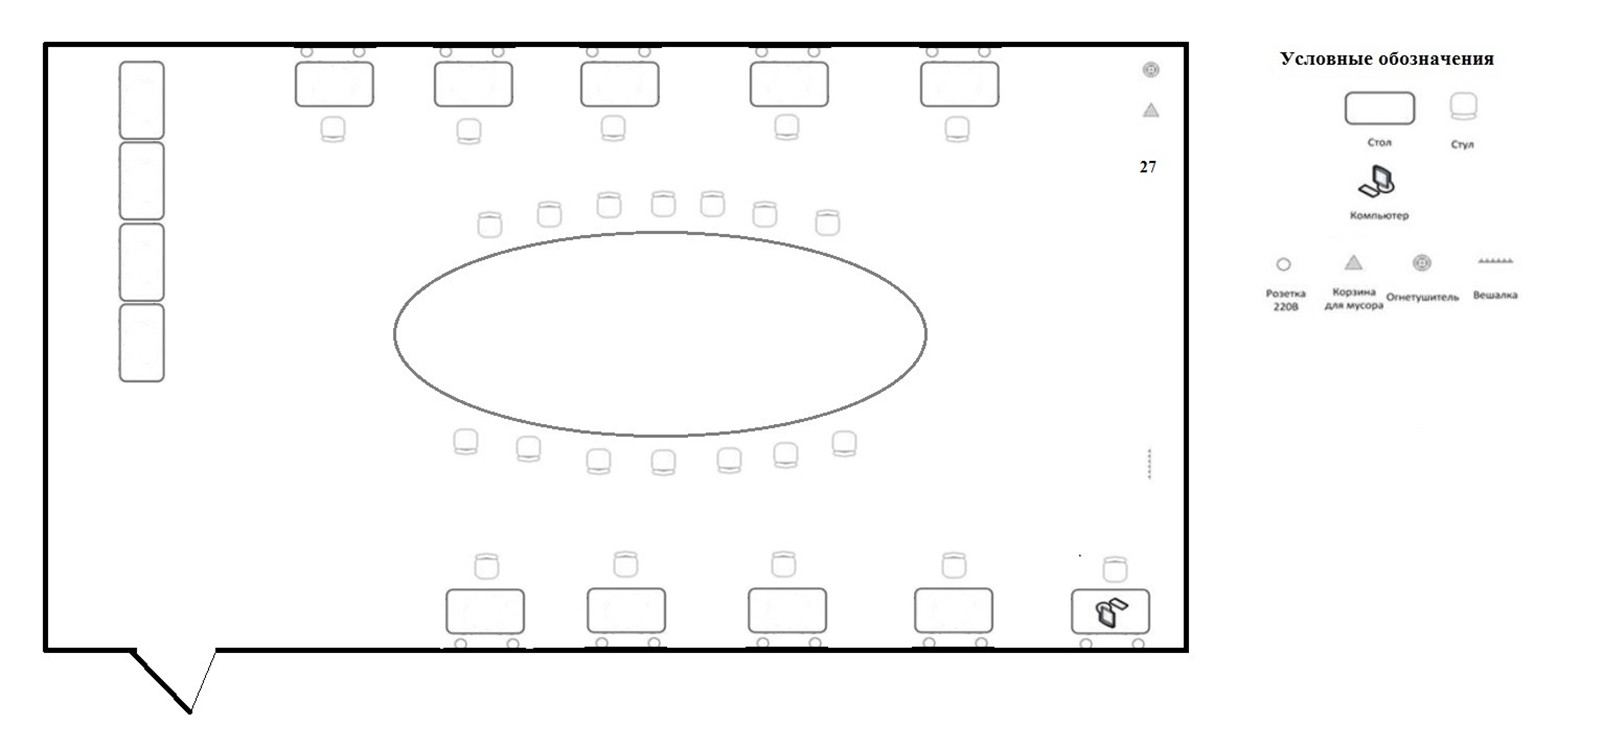 Условные обозначения
Стол
Стул
27
Компьютер
Розетка
220В
Корзина
для мусора
Огнетушитель
Вешалка